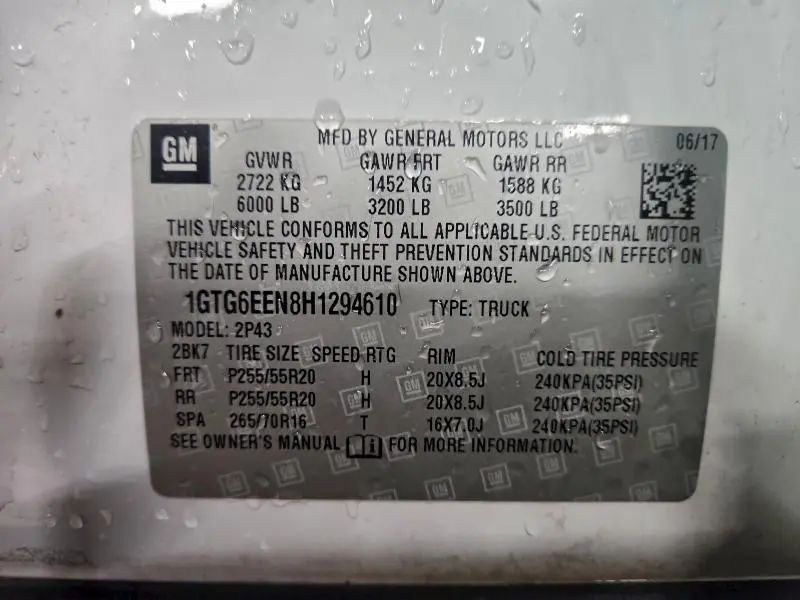 GM MFD BY GENERAL MOTORS LLC 06/17
GVWR GAWR FRT GAWR RR
2722 KG 1452 KG 1588 KG
6000 LB 3200 LB 3500 LB
THIS VEHICLE CONFORMS TO ALL APPLICABLE U.S. FEDERAL MOTOR
VEHICLE SAFETY AND THEFT PREVENTION STANDARDS IN EFFECT ON
THE DATE OF MANUFACTURE SHOWN ABOVE.
1GTG6EEN8H1294610 TYPE: TRUCK
MODEL: 2P43
2BK7 TIRE SIZE SPEED RTG RIM COLD TIRE PRESSURE
FRT P255/55R20 H 20X8.5J 240KPA(35PSI)
RR P255/55R20 H 20X8.5J 240KPA(35PSI)
SPA 265/70R16 T 16X7.0J 240KPA(35PSI)
SEE OWNER'S MANUAL FOR MORE INFORMATION.